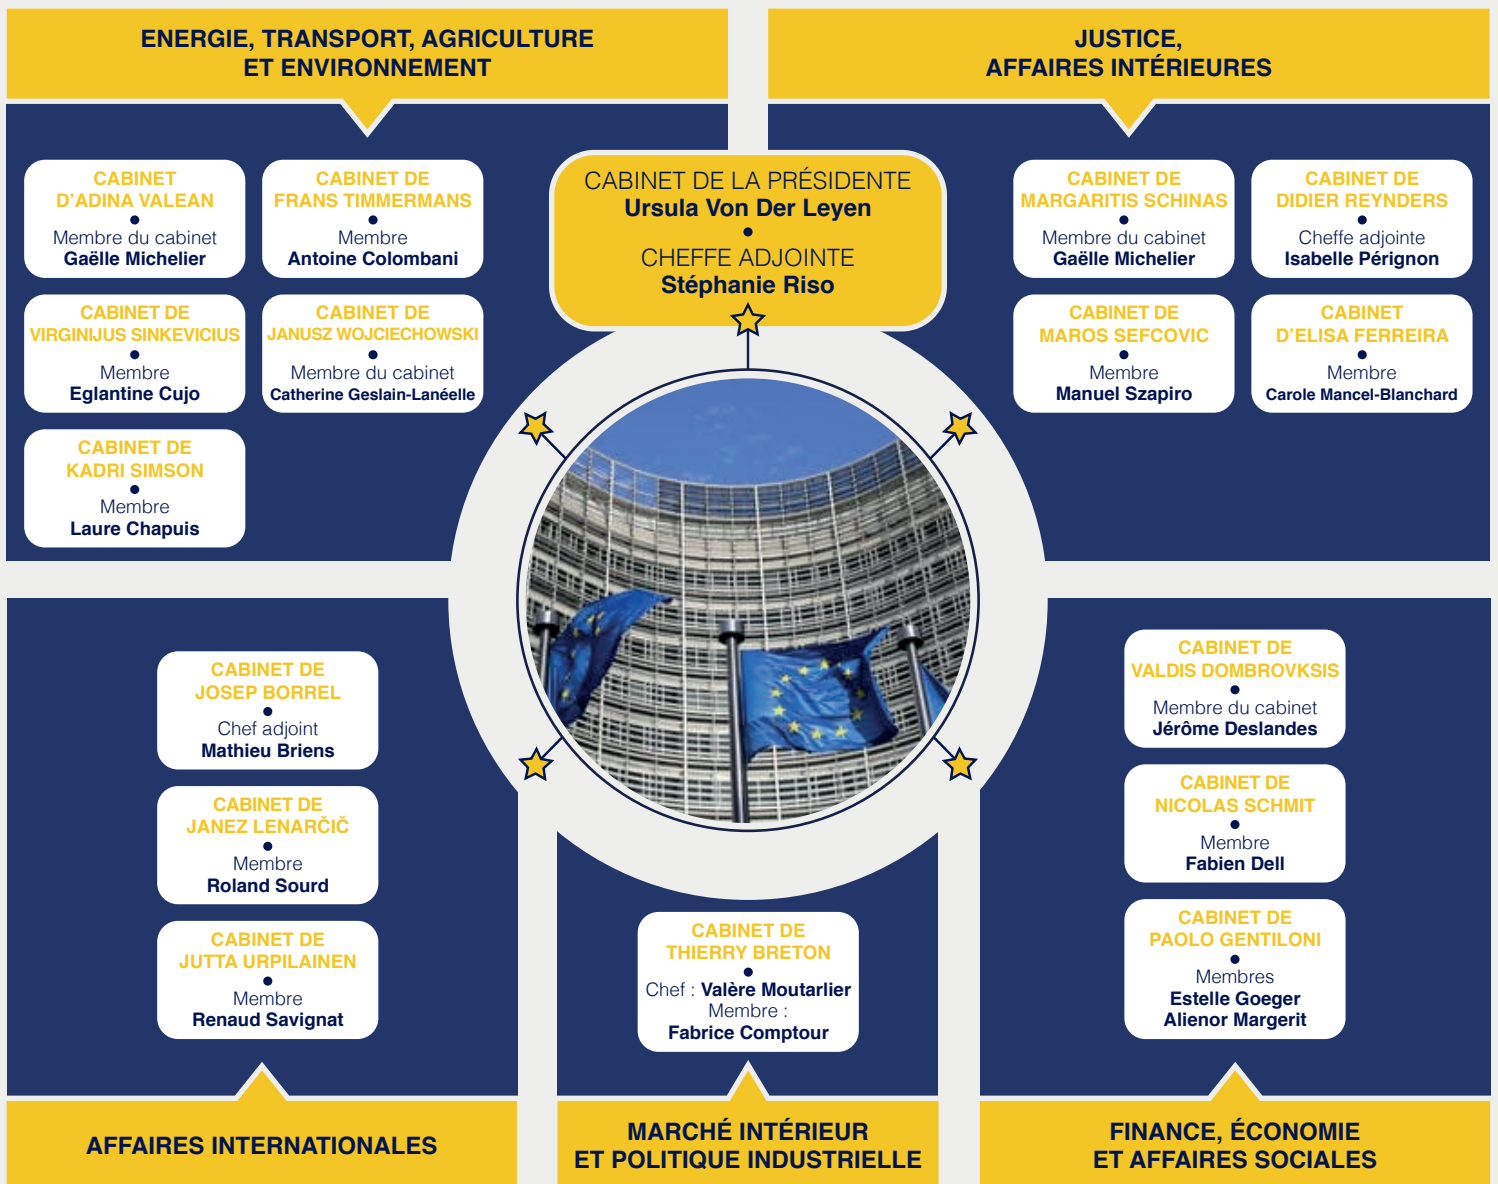 ENERGIE, TRANSPORT, AGRICULTURE
ET ENVIRONNEMENT
CABINET
D'ADINA VALEAN
Membre du cabinet
Gaëlle Michelier
CABINET DE
FRANS TIMMERMANS
Membre
Antoine Colombani
CABINET DE
VIRGINIJUS SINKEVICIUS
Membre
Eglantine Cujo
CABINET DE
JANUSZ WOJCIECHOWSKI
Membre du cabinet
Catherine Geslain-Lanéelle
CABINET DE
KADRI SIMSON
Membre
Laure Chapuis
CABINET DE LA PRÉSIDENTE
Ursula Von Der Leyen
CHEFFE ADJOINTE
Stéphanie Riso
JUSTICE,
AFFAIRES INTÉRIEURES
CABINET DE
MARGARITIS SCHINAS
Membre du cabinet
Gaëlle Michelier
CABINET DE
DIDIER REYNDERS
Cheffe adjointe
Isabelle Pérignon
CABINET DE
MAROS SEFCOVIC
Membre
Manuel Szapiro
CABINET
D'ELISA FERREIRA
Membre
Carole Mancel-Blanchard
CABINET DE
JOSEP BORREL
Chef adjoint
Mathieu Briens
CABINET DE
JANEZ LENARČIČ
Membre
Roland Sourd
CABINET DE
JUTTA URPILAINEN
Membre
Renaud Savignat
AFFAIRES INTERNATIONALES
CABINET DE
THIERRY BRETON
Chef : Valère Moutarlier
Membre :
Fabrice Comptour
MARCHÉ INTÉRIEUR
ET POLITIQUE INDUSTRIELLE
CABINET DE
VALDIS DOMBROVKSIS
Membre du cabinet
Jérôme Deslandes
CABINET DE
NICOLAS SCHMIT
Membre
Fabien Dell
CABINET DE
PAOLO GENTILONI
Membres
Estelle Goeger
Alienor Margerit
FINANCE, ÉCONOMIE
ET AFFAIRES SOCIALES